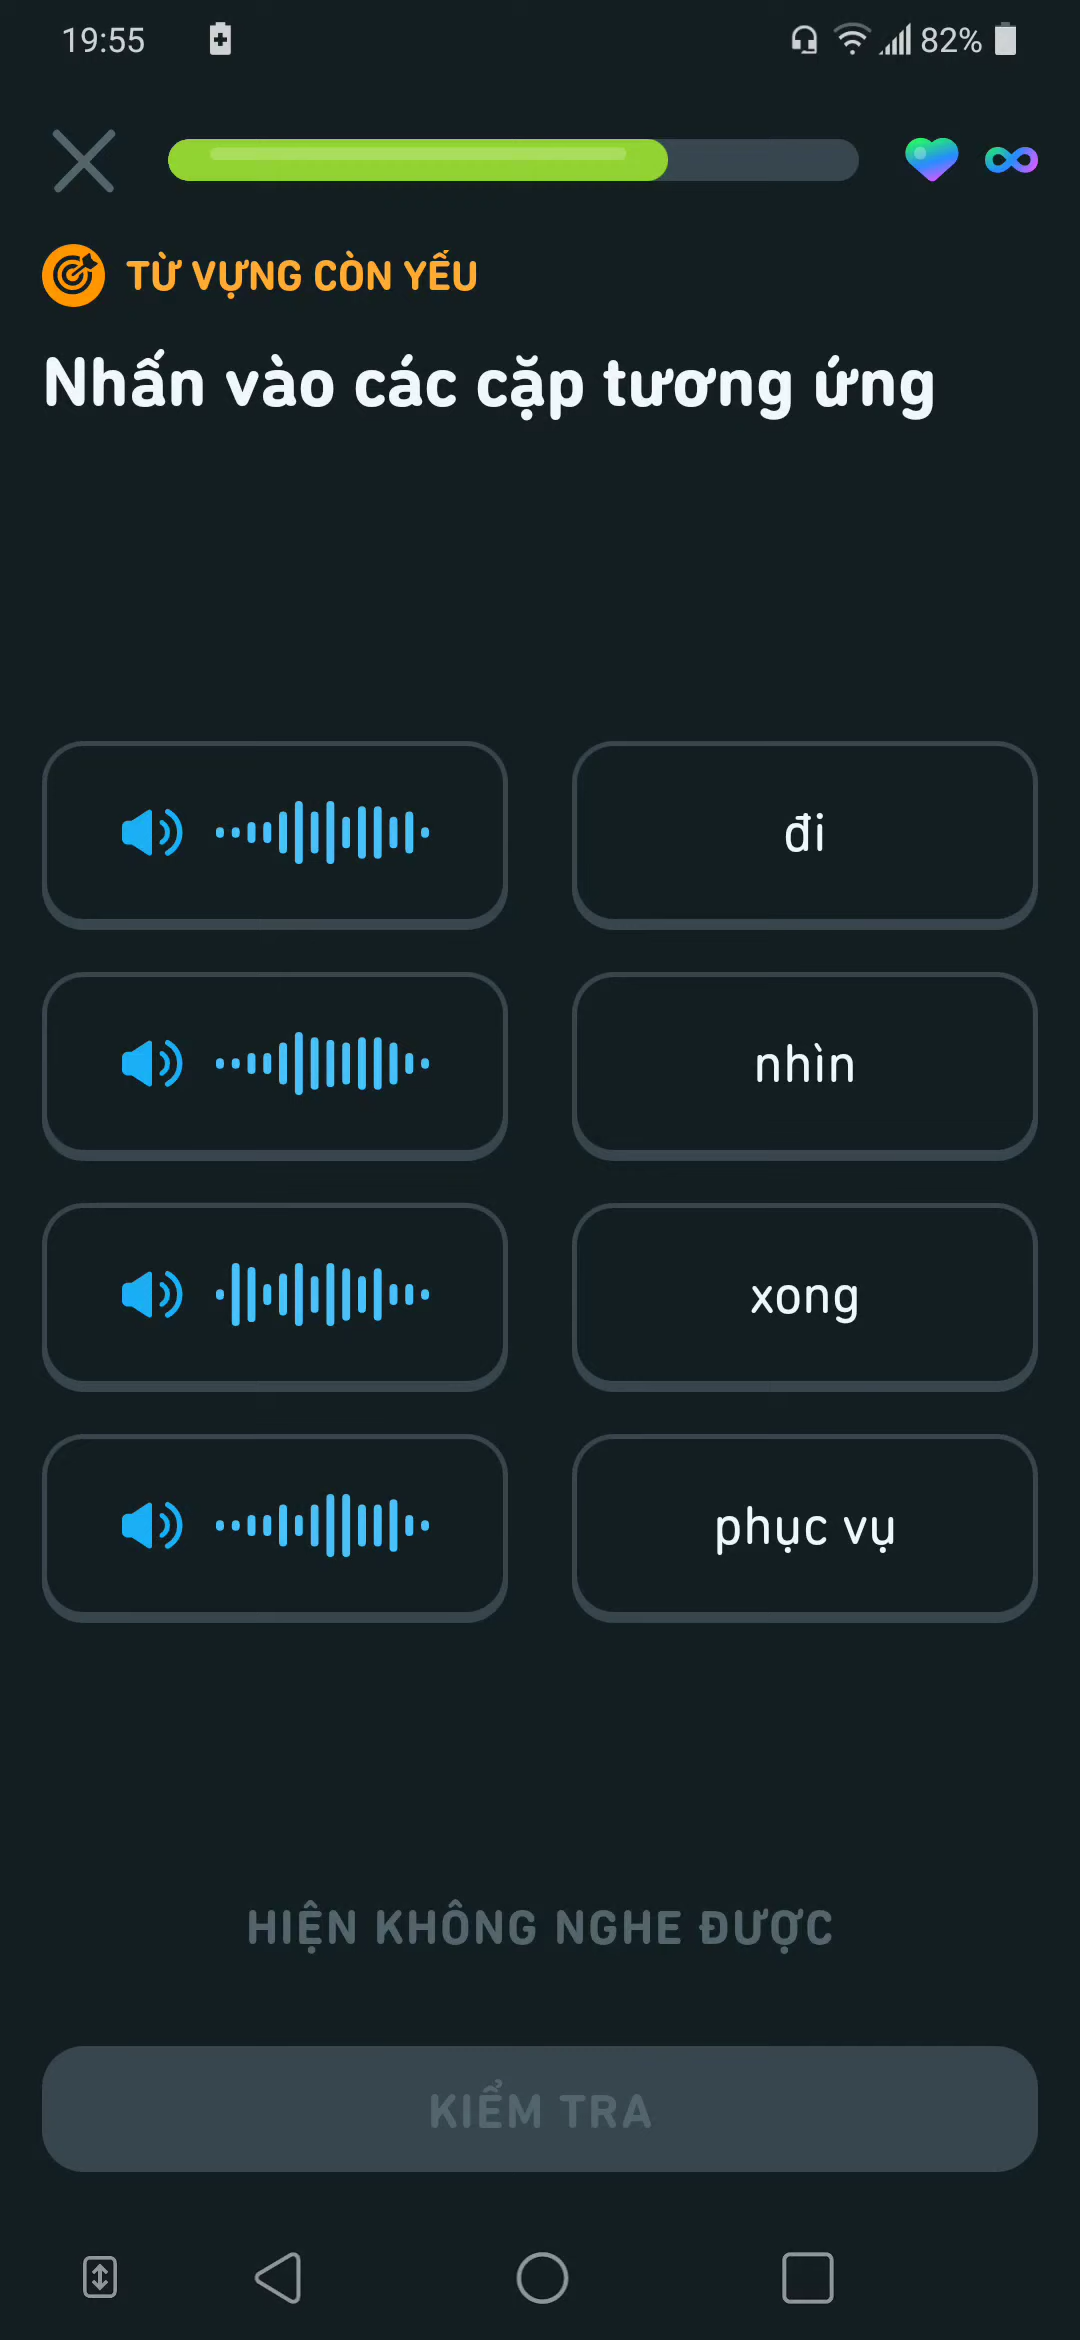 19:55
82%
TỪ VỰNG CÒN YẾU
Nhấn vào các cặp tương ứng
đi
nhìn
xong
phục vụ
HIỆN KHÔNG NGHE ĐƯỢC
KIỂM TRA